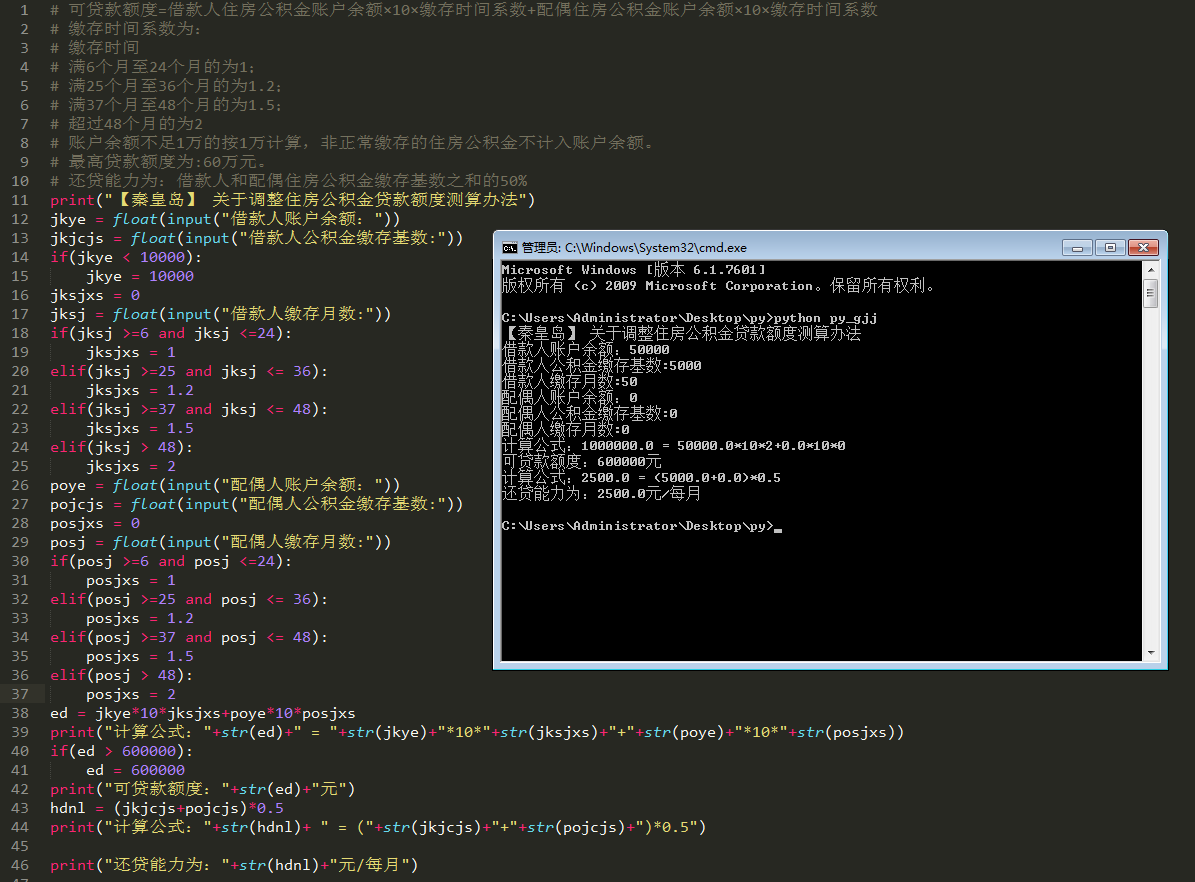 1 # 可贷款额度=借款人住房公积金账户余额×10×缴存时间系数+配偶住房公积金账户余额×10×缴存时间系数
2 # 缴存时间系数为:
3 # 缴存时间
4 # 满6个月至24个月的为1;
5 # 满25个月至36个月的为1.2;
6 # 满37个月至48个月的为1.5;
7 # 超过48个月的为2
8 # 账户余额不足1万的按1万计算, 非正常缴存的住房公积金不计入账户余额。
9 # 最高贷款额度为:60万元。
10 # 还贷能力为: 借款人和配偶住房公积金缴存基数之和的50%
11 print("【秦皇岛】 关于调整住房公积金贷款额度测算办法")
12 jkye = float(input("借款人账户余额: "))
13 jkjcjs = float(input("借款人公积金缴存基数:"))
14 if(jkye < 10000):
15     jkye = 10000
16 jksjxs = 0
17 jksj = float(input("借款人缴存月数:"))
18 if(jksj >=6 and jksj <=24):
19     jksjxs = 1
20 elif(jksj >=25 and jksj <= 36):
21     jksjxs = 1.2
22 elif(jksj >=37 and jksj <= 48):
23     jksjxs = 1.5
24 elif(jksj > 48):
25     jksjxs = 2
26 poye = float(input("配偶人账户余额: "))
27 pojcjs = float(input("配偶人公积金缴存基数:"))
28 posjxs = 0
29 posj = float(input("配偶人缴存月数:"))
30 if(posj >=6 and posj <=24):
31     posjxs = 1
32 elif(posj >=25 and posj <= 36):
33     posjxs = 1.2
34 elif(posj >=37 and posj <= 48):
35     posjxs = 1.5
36 elif(posj > 48):
37     posjxs = 2
38 ed = jkye*10*jksjxs+poye*10*posjxs
39 print("计算公式: "+str(ed)+" = "+str(jkye)+"*10*"+str(jksjxs)+"+"+str(poye)+"*10*"+str(posjxs))
40 if(ed > 600000):
41     ed = 600000
42 print("可贷款额度: "+str(ed)+"元")
43 hdnl = (jkjcjs+pojcjs)*0.5
44 print("计算公式: "+str(hdnl)+ " = ("+str(jkjcjs)+"+"+str(pojcjs)+")*0.5")
45
46 print("还贷能力为: "+str(hdnl)+"元/每月")
管理员: C:\Windows\System32\cmd.exe
Microsoft Windows [版本 6.1.7601]
版权所有 (c) 2009 Microsoft Corporation。保留所有权利。
C:\Users\Administrator\Desktop\py>python py_gjj
【秦皇岛】 关于调整住房公积金贷款额度测算办法
借款人账户余额: 50000
借款人公积金缴存基数:5000
借款人缴存月数:50
配偶人账户余额: 0
配偶人公积金缴存基数:0
配偶人缴存月数:0
计算公式: 1000000.0 = 50000.0*10*2+0.0*10*0
可贷款额度: 600000元
计算公式: 2500.0 = (5000.0+0.0)*0.5
还贷能力为: 2500.0元/每月
C:\Users\Administrator\Desktop\py>